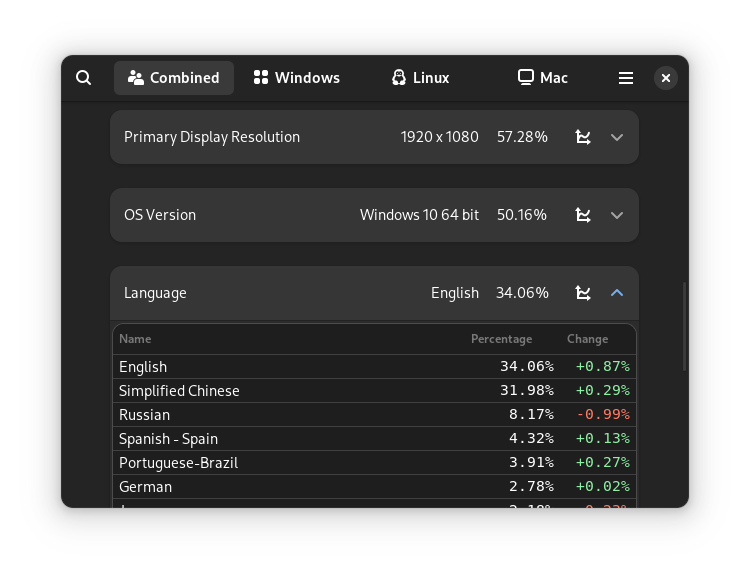 Combined Windows Linux Mac
Primary Display Resolution 1920 x 1080 57.28%
OS Version Windows 10 64 bit 50.16%
Language English 34.06%
Name Percentage Change
English 34.06% +0.87%
Simplified Chinese 31.98% +0.29%
Russian 8.17% -0.99%
Spanish - Spain 4.32% +0.13%
Portuguese-Brazil 3.91% +0.27%
German 2.78% +0.02%